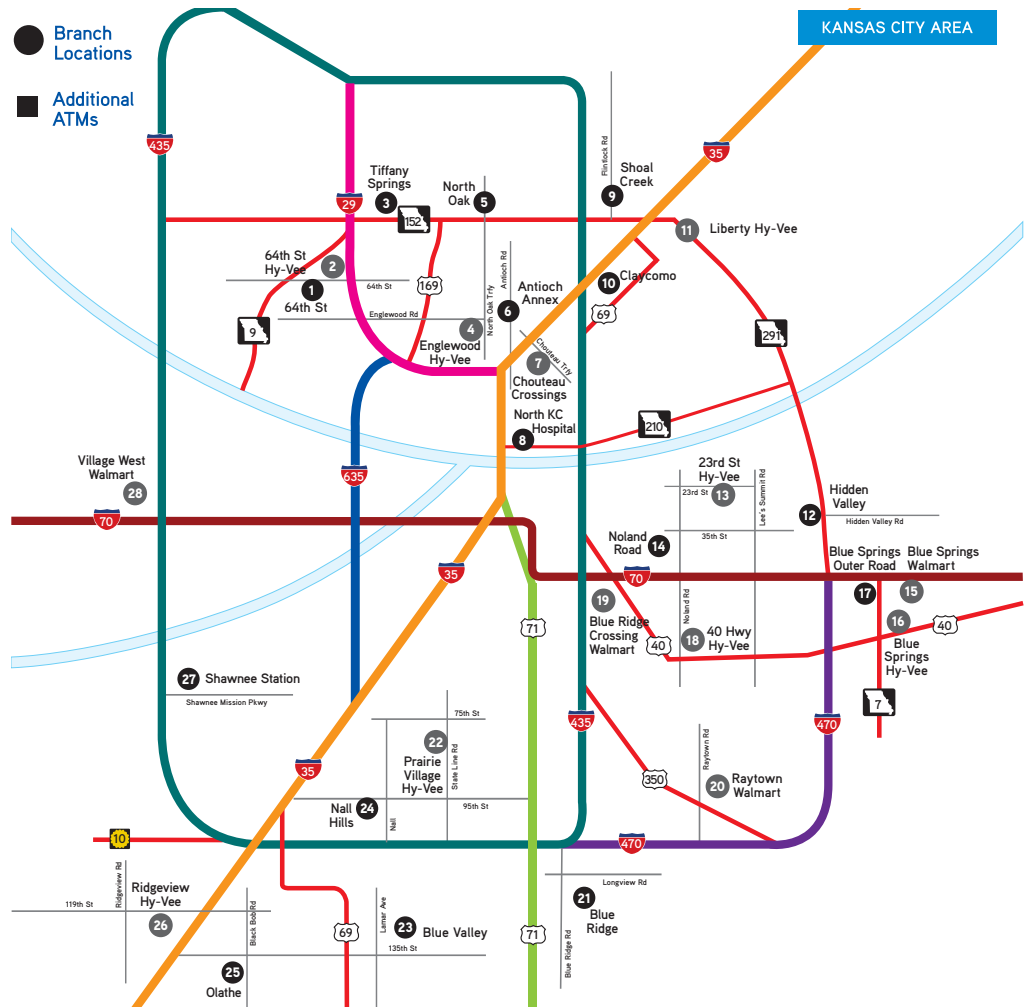 KANSAS CITY AREA
Branch
Locations
Additional
ATMs
435
29
Tiffany
Springs
3
152
North
Oak
5
Flintlock Rd
Shoal
Creek
9
35
11
Liberty Hy-Vee
64th St
Hy-Vee
2
1
64th St
64th St
169
Antioch Rd
North Oak Trfy
10
Claycomo
69
Antioch
Annex
6
9
Englewood Rd
4
Englewood
Hy-Vee
Chouteau Trfy
7
Chouteau
Crossings
291
North KC
Hospital
8
210
Village West
Walmart
28
635
70
23rd St
Hy-Vee
23rd St
13
Lee's Summit Rd
Hidden
Valley
12
Hidden Valley Rd
Noland
Road
14
35th St
35
70
Blue Springs
Outer Road
17
Blue Springs
Walmart
15
19
Blue Ridge
Crossing
Walmart
Noland Rd
71
40
18
40 Hwy
Hy-Vee
16
Blue
Springs
Hy-Vee
40
27
Shawnee Station
Shawnee Mission Pkwy
7
75th St
435
470
22
Prairie
Village
Hy-Vee
State Line Rd
Raytown Rd
35
350
20
Raytown
Walmart
Nall
Hills
24
95th St
Nall
10
470
Ridgeview Rd
Ridgeview
Hy-Vee
119th St
26
Black Bob Rd
Longview Rd
21
Blue
Ridge
Blue Ridge Rd
69
Lamar Ave
23
Blue Valley
135th St
71
25
Olathe